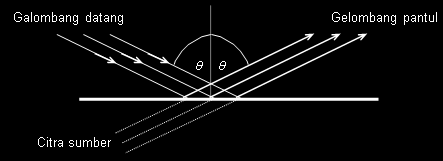 Galombang datang
Gelombang pantul
θ θ
Citra sumber